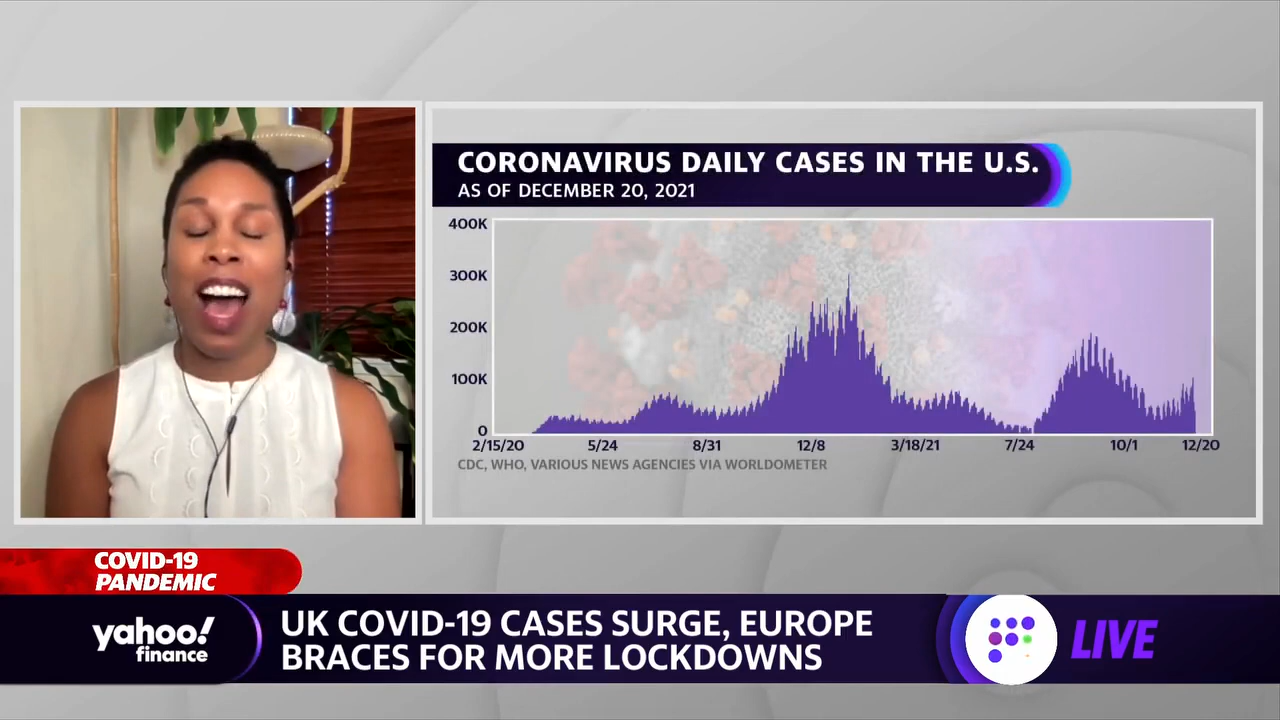 CORONAVIRUS DAILY CASES IN THE U.S.
AS OF DECEMBER 20, 2021
400K
300K
200K
100K
0
2/15/20 5/24 8/31 12/8 3/18/21 7/24 10/1 12/20
CDC, WHO, VARIOUS NEWS AGENCIES VIA WORLDOMETER
COVID-19
PANDEMIC
yahoo!
finance
UK COVID-19 CASES SURGE, EUROPE
BRACES FOR MORE LOCKDOWNS
LIVE